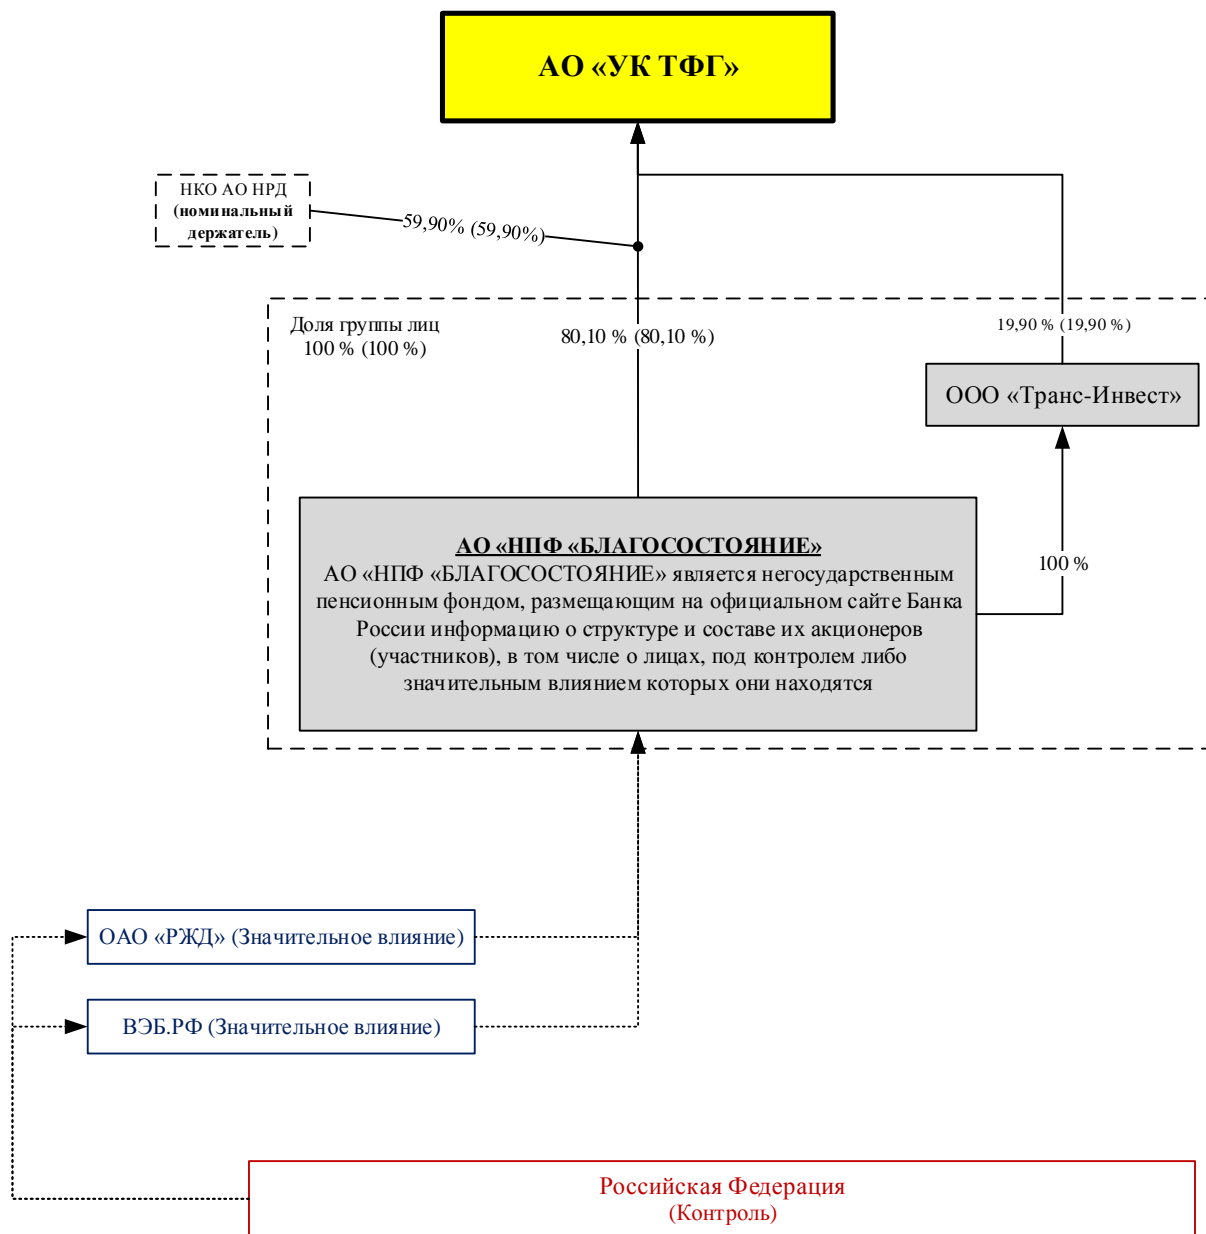 АО «УК ТФГ»
НКО АО НРД
(номинальный
держатель)
59,90% (59,90%)
Доля группы лиц
100 % (100 %)
80,10 % (80,10 %)
19,90 % (19,90 %)
ООО «Транс-Инвест»
АО «НПФ «БЛАГОСОСТОЯНИЕ»
АО «НПФ «БЛАГОСОСТОЯНИЕ» является негосударственным
пенсионным фондом, размещающим на официальном сайте Банка
России информацию о структуре и составе их акционеров
(участников), в том числе о лицах, под контролем либо
значительным влиянием которых они находятся
100 %
ОАО «РЖД» (Значительное влияние)
ВЭБ.РФ (Значительное влияние)
Российская Федерация
(Контроль)